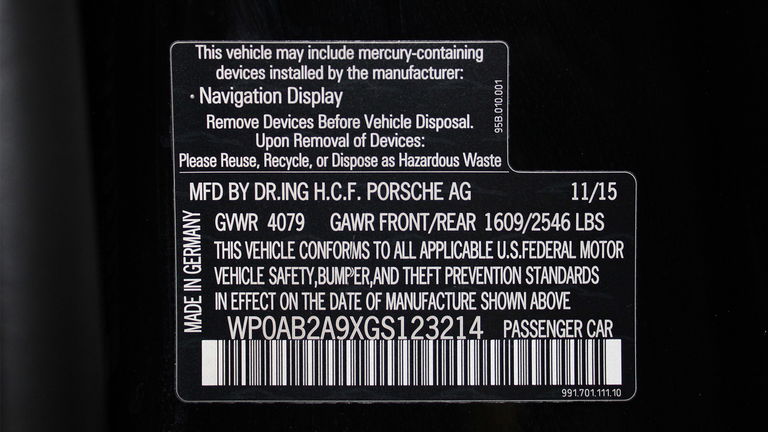 This vehicle may include mercury-containing
devices installed by the manufacturer:
· Navigation Display
Remove Devices Before Vehicle Disposal.
Upon Removal of Devices:
Please Reuse, Recycle, or Dispose as Hazardous Waste
95B.010.001
MFD BY DR.ING H.C.F. PORSCHE AG 11/15
GVWR 4079 GAWR FRONT/REAR 1609/2546 LBS
THIS VEHICLE CONFORMS TO ALL APPLICABLE U.S.FEDERAL MOTOR
VEHICLE SAFETY,BUMPER,AND THEFT PREVENTION STANDARDS
IN EFFECT ON THE DATE OF MANUFACTURE SHOWN ABOVE
MADE IN GERMANY
WP0AB2A9XGS123214 PASSENGER CAR
991.701.111.10